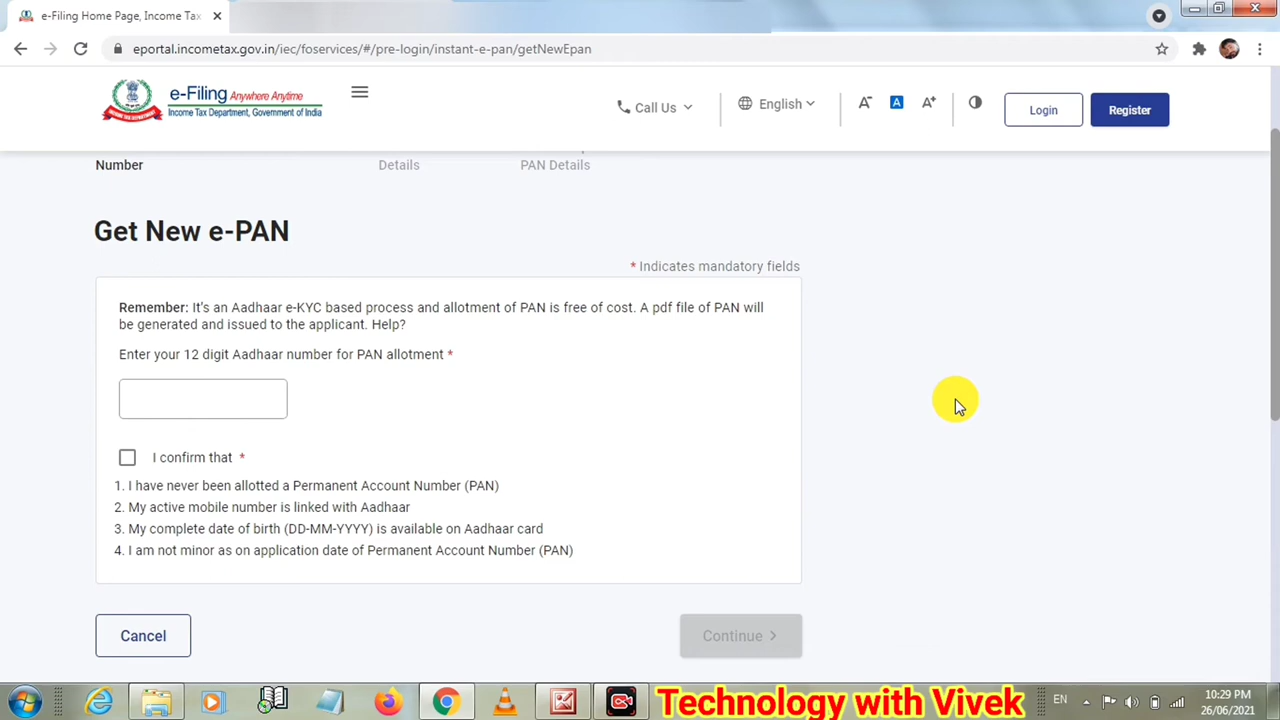 e-Filing Home Page, Income Tax
eportal.incometax.gov.in/iec/foservices/#/pre-login/instant-e-pan/getNewEpan
e-Filing Anywhere Anytime
Income Tax Department, Government of India
Call Us
English
A-
A
A+
Login
Register
Number
Details
PAN Details
Get New e-PAN
* Indicates mandatory fields
Remember: It's an Aadhaar e-KYC based process and allotment of PAN is free of cost. A pdf file of PAN will
be generated and issued to the applicant. Help?
Enter your 12 digit Aadhaar number for PAN allotment *
I confirm that *
1. I have never been allotted a Permanent Account Number (PAN)
2. My active mobile number is linked with Aadhaar
3. My complete date of birth (DD-MM-YYYY) is available on Aadhaar card
4. I am not minor as on application date of Permanent Account Number (PAN)
Cancel
Continue >
Technology with Vivek
EN
10:29 PM
26/06/2021